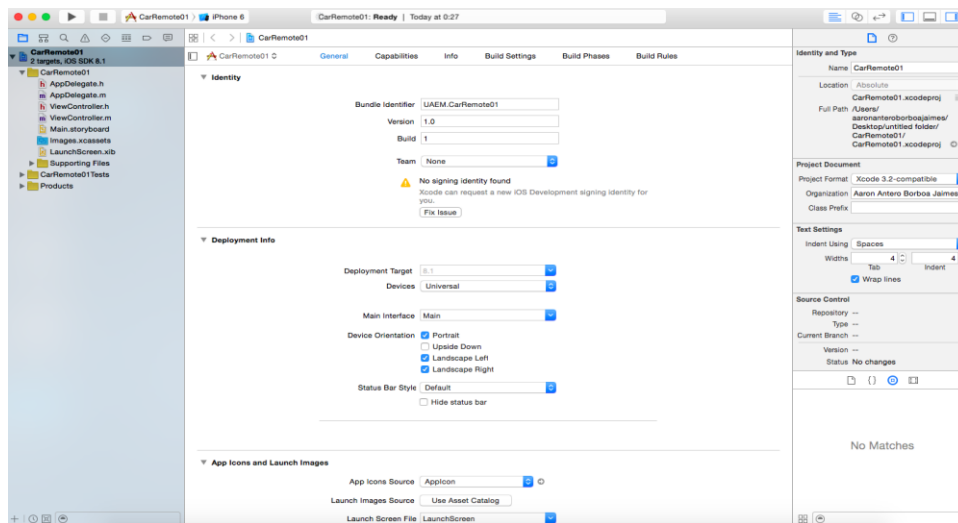 CarRemote01 iPhone 6
CarRemote01: Ready | Today at 0:27
CarRemote01
2 targets, iOS SDK 8.1
CarRemote01
AppDelegate.h
AppDelegate.m
ViewController.h
ViewController.m
Main.storyboard
Images.xcassets
LaunchScreen.xib
Supporting Files
CarRemote01Tests
Products
CarRemote01
CarRemote01 General Capabilities Info Build Settings Build Phases Build Rules
Identity
Bundle Identifier UAEM.CarRemote01
Version 1.0
Build 1
Team None
No signing identity found
Xcode can request a new iOS Development signing identity for
you.
Fix Issue
Deployment Info
Deployment Target 8.1
Devices Universal
Main Interface Main
Device Orientation Portrait
Upside Down
Landscape Left
Landscape Right
Status Bar Style Default
Hide status bar
App Icons and Launch Images
App Icons Source AppIcon
Launch Images Source Use Asset Catalog
Launch Screen File LaunchScreen
Identity and Type
Name CarRemote01
Location Absolute
CarRemote01.xcodeproj
Full Path /Users/
aaronanteroborboajaimes/
Desktop/untitled folder/
CarRemote01/
CarRemote01.xcodeproj
Project Document
Project Format Xcode 3.2-compatible
Organization Aaron Antero Borboa Jaimes
Class Prefix
Text Settings
Indent Using Spaces
Widths 4 4
Tab Indent
Wrap lines
Source Control
Repository --
Type --
Current Branch --
Version --
Status No changes
{ }
No Matches